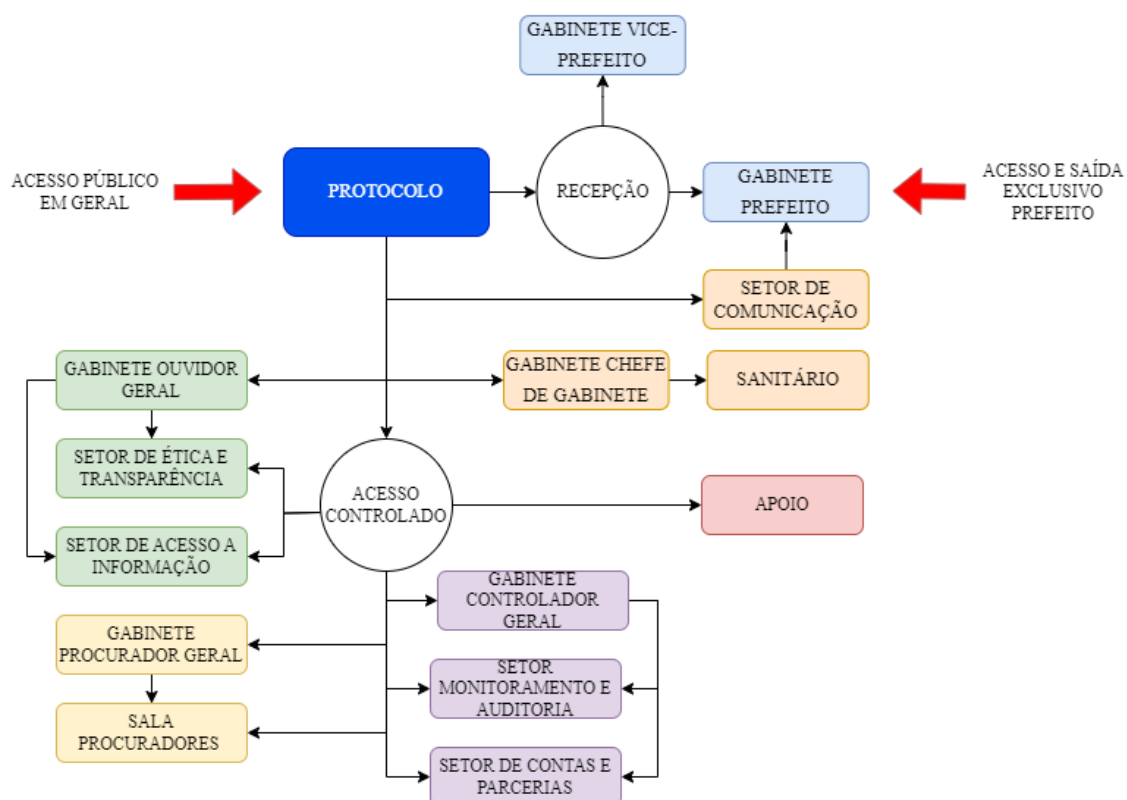 GABINETE VICE-
PREFEITO
ACESSO PÚBLICO
EM GERAL
PROTOCOLO
RECEPÇÃO
GABINETE
PREFEITO
ACESSO E SAÍDA
EXCLUSIVO
PREFEITO
SETOR DE
COMUNICAÇÃO
GABINETE OUVIDOR
GERAL
GABINETE CHEFE
DE GABINETE
SANITÁRIO
SETOR DE ÉTICA E
TRANSPARÊNCIA
ACESSO
CONTROLADO
APOIO
SETOR DE ACESSO A
INFORMAÇÃO
GABINETE
CONTROLADOR
GERAL
GABINETE
PROCURADOR GERAL
SETOR
MONITORAMENTO E
AUDITORIA
SALA
PROCURADORES
SETOR DE CONTAS E
PARCERIAS